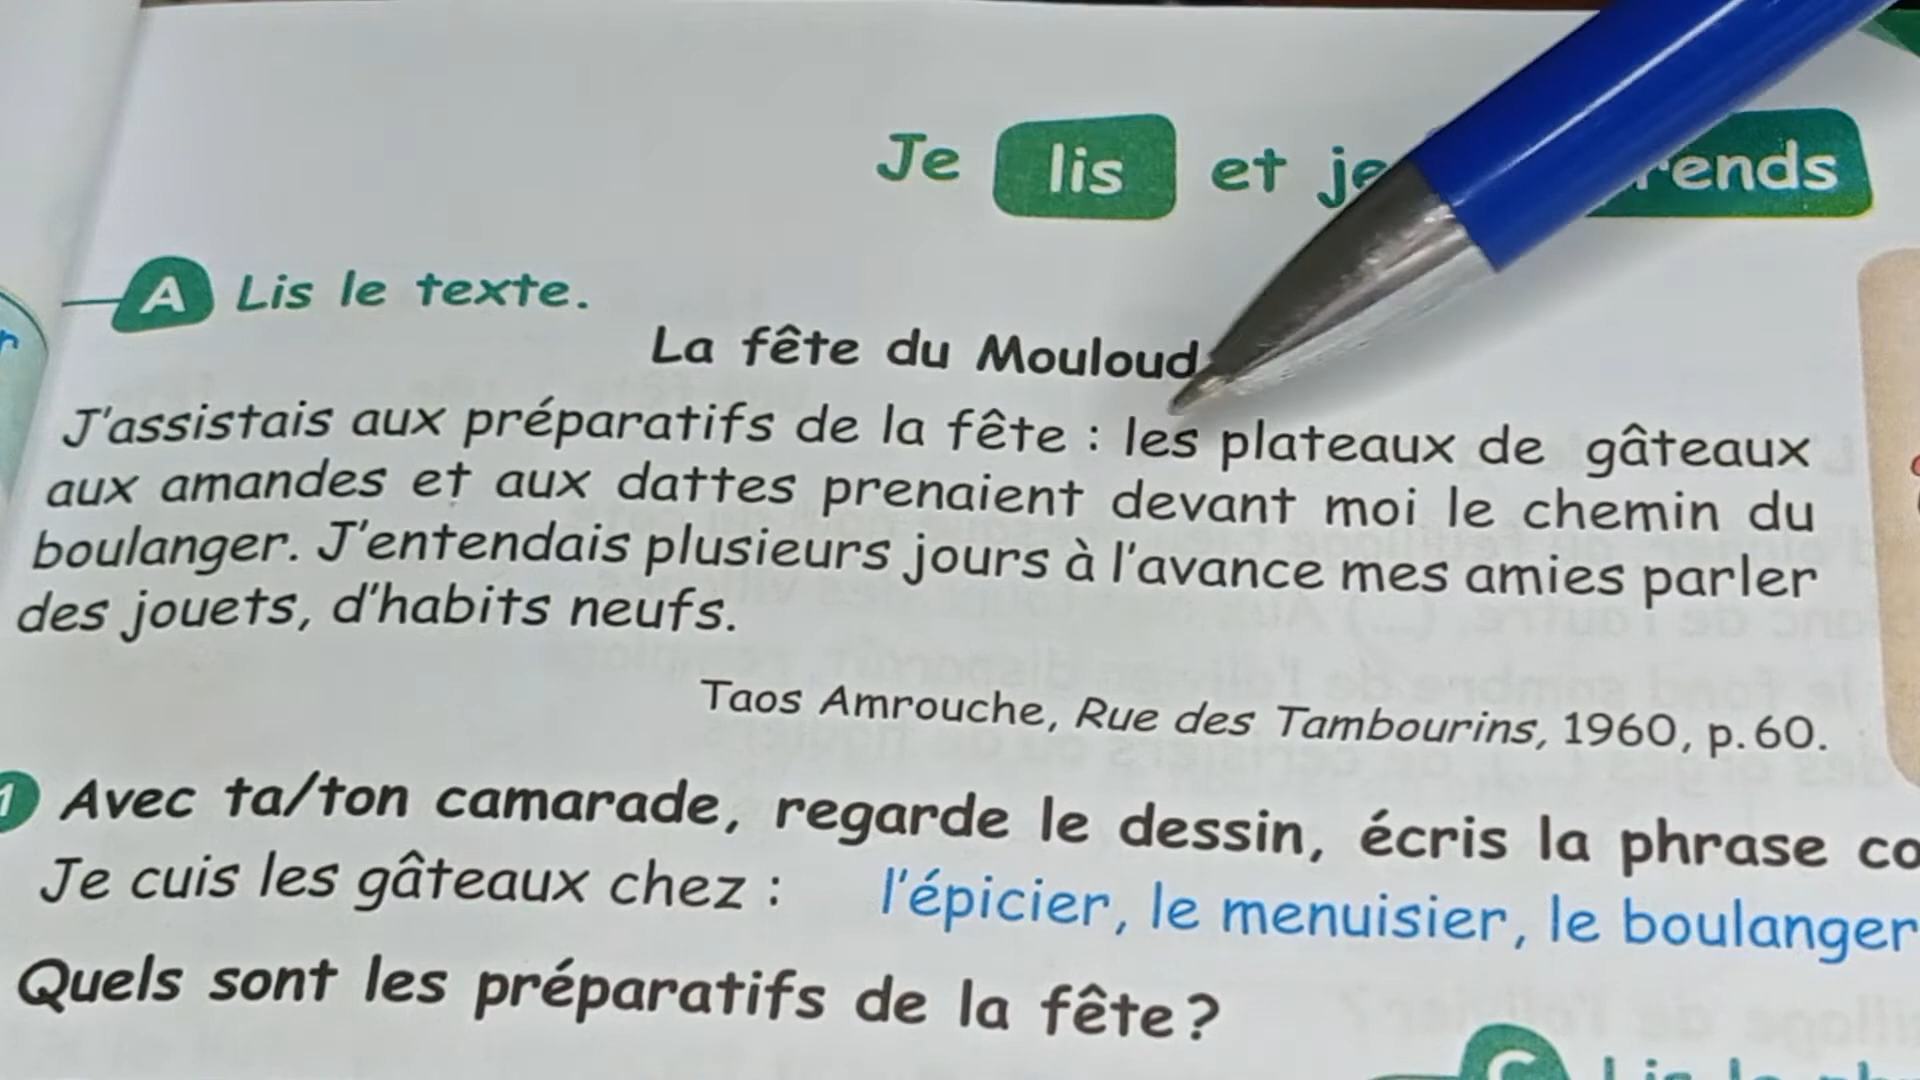 Je lis et je
A Lis le texte.
La fête du Mouloud
J'assistais aux préparatifs de la fête : les plateaux de gâteaux
aux amandes et aux dattes prenaient devant moi le chemin du
boulanger. J'entendais plusieurs jours à l'avance mes amies parler
des jouets, d'habits neufs.
Taos Amrouche, Rue des Tambourins, 1960, p.60.
1 Avec ta/ton camarade, regarde le dessin, écris la phrase
Je cuis les gâteaux chez : l'épicier, le menuisier, le boulanger
Quels sont les préparatifs de la fête?
C